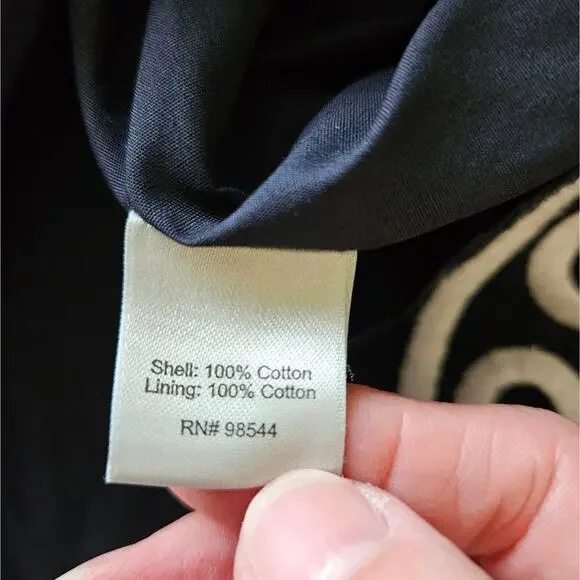 Shell: 100% Cotton
Lining: 100% Cotton
RN# 98544